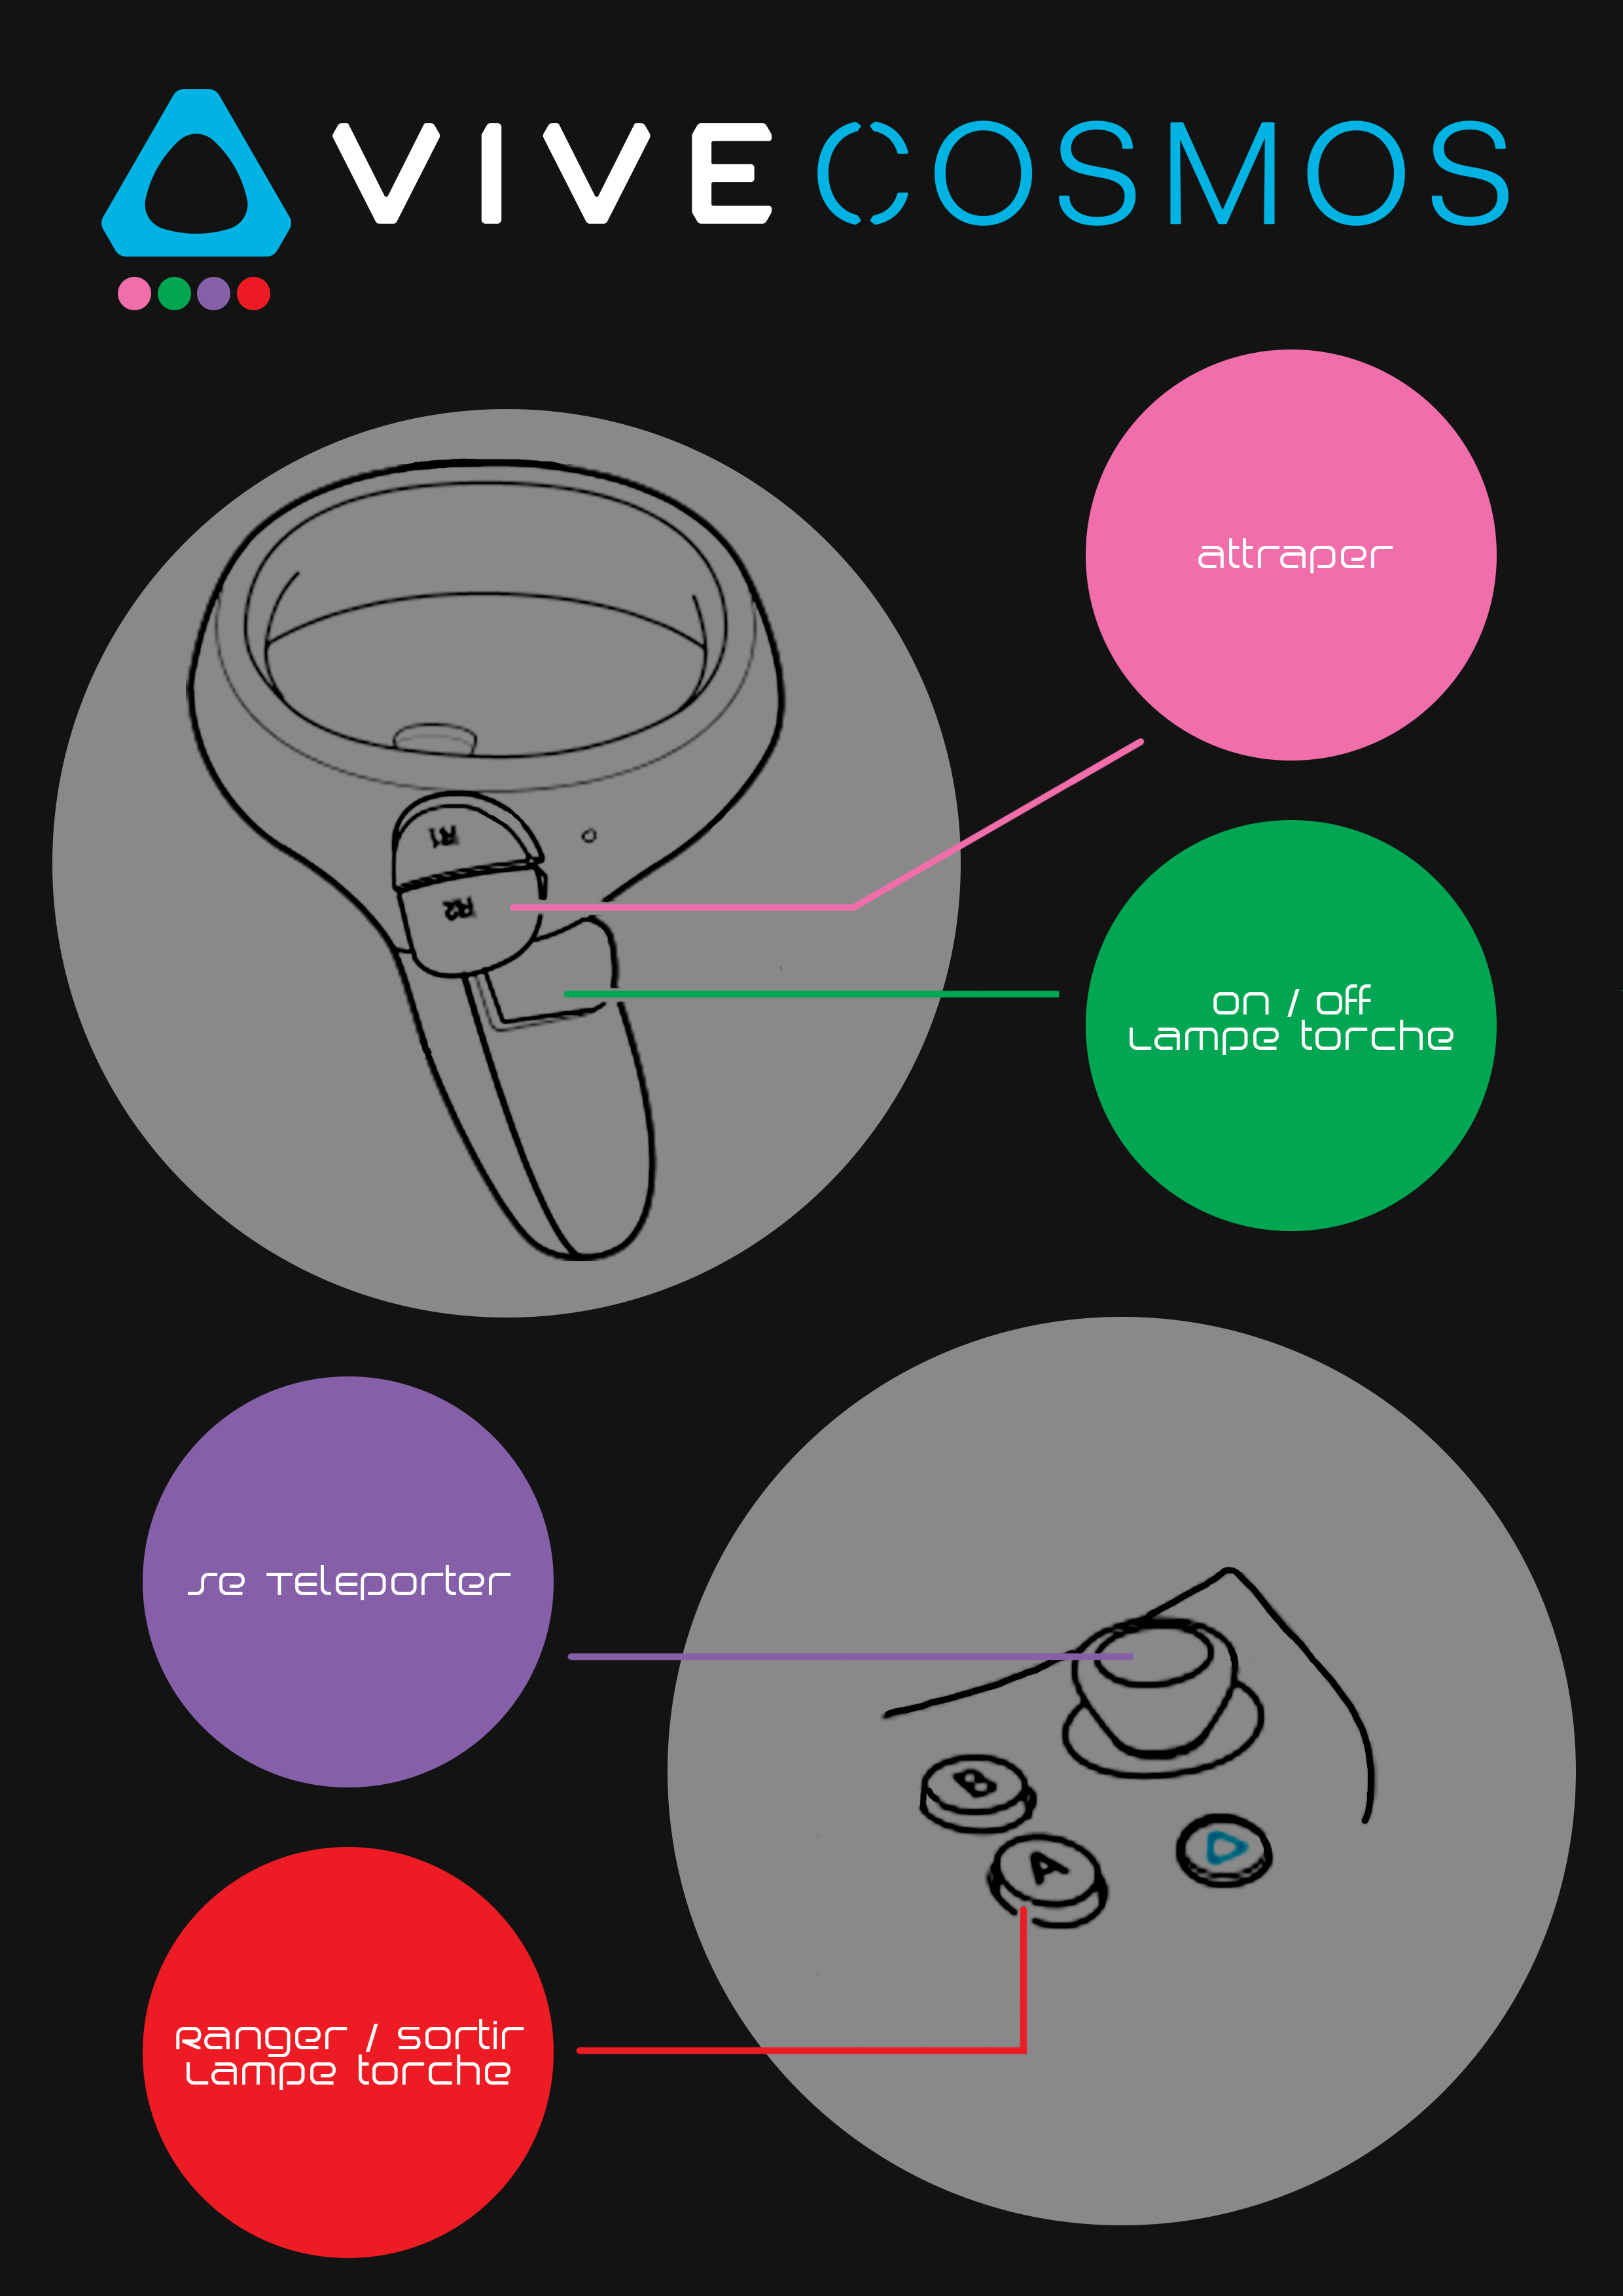 VIVE COSMOS
attraper
R1
R2
on / off
Lampe torche
se Teleporter
B
A
Ranger / sortir
Lampe torche